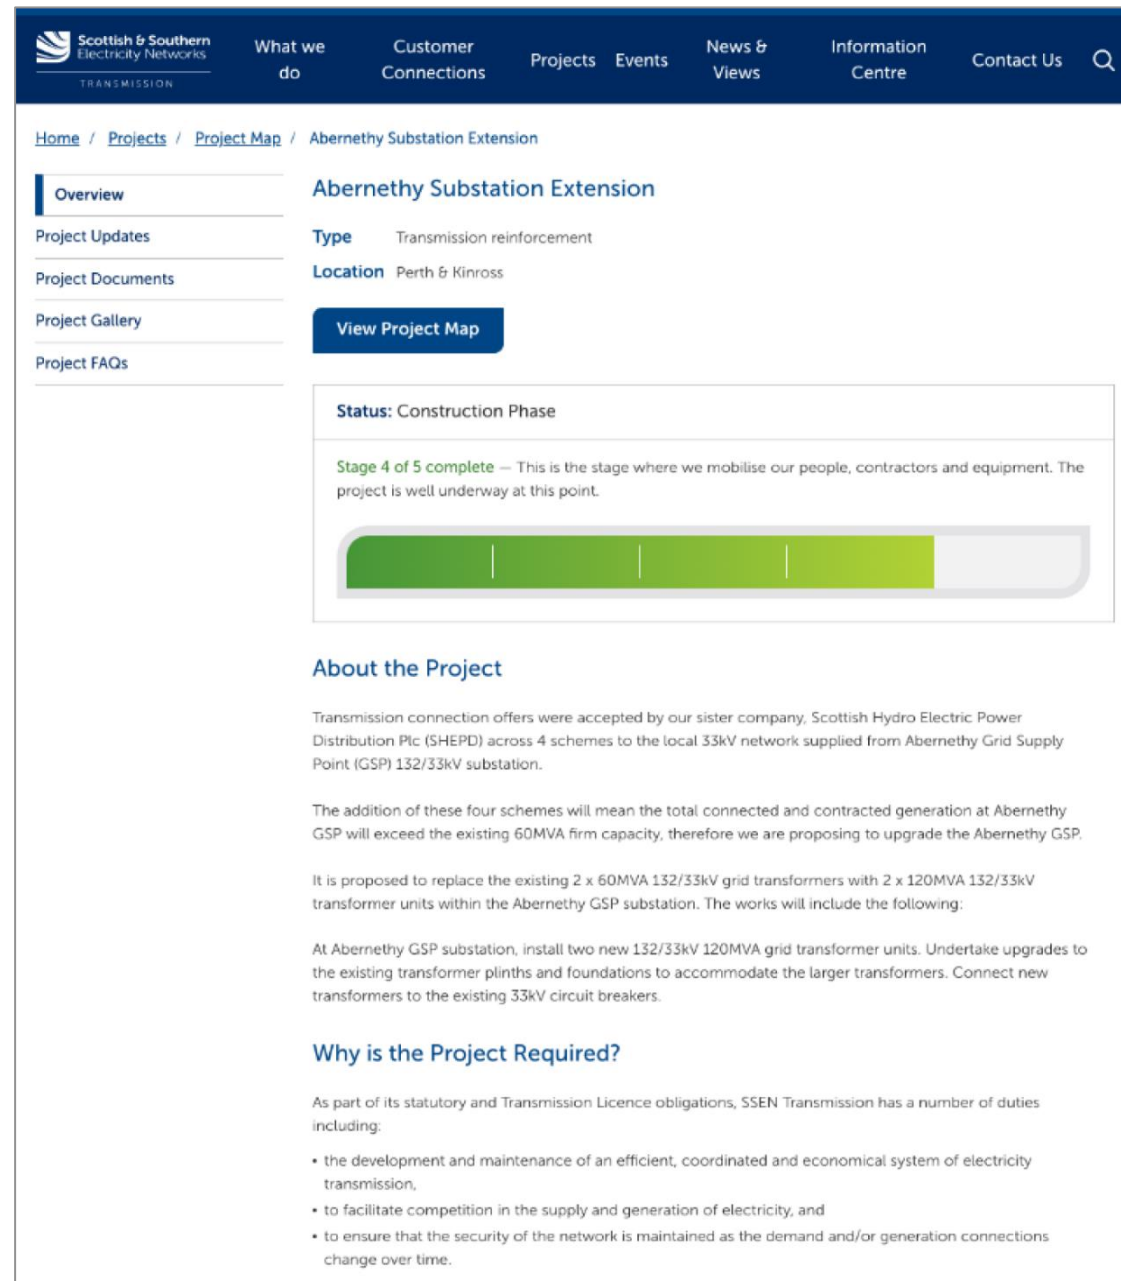 Scottish & Southern
Electricity Networks
TRANSMISSION
What we
do
Customer
Connections
Projects
Events
News &
Views
Information
Centre
Contact Us
Home / Projects / Project Map / Abernethy Substation Extension
Overview
Project Updates
Project Documents
Project Gallery
Project FAQs
Abernethy Substation Extension
Type Transmission reinforcement
Location Perth & Kinross
View Project Map
Status: Construction Phase
Stage 4 of 5 complete — This is the stage where we mobilise our people, contractors and equipment. The
project is well underway at this point.
About the Project
Transmission connection offers were accepted by our sister company, Scottish Hydro Electric Power
Distribution Plc (SHEPD) across 4 schemes to the local 33kV network supplied from Abernethy Grid Supply
Point (GSP) 132/33kV substation.
The addition of these four schemes will mean the total connected and contracted generation at Abernethy
GSP will exceed the existing 60MVA firm capacity, therefore we are proposing to upgrade the Abernethy GSP.
It is proposed to replace the existing 2 x 60MVA 132/33kV grid transformers with 2 x 120MVA 132/33kV
transformer units within the Abernethy GSP substation. The works will include the following:
At Abernethy GSP substation, install two new 132/33kV 120MVA grid transformer units. Undertake upgrades to
the existing transformer plinths and foundations to accommodate the larger transformers. Connect new
transformers to the existing 33kV circuit breakers.
Why is the Project Required?
As part of its statutory and Transmission Licence obligations, SSEN Transmission has a number of duties
including:
• the development and maintenance of an efficient, coordinated and economical system of electricity
transmission,
• to facilitate competition in the supply and generation of electricity, and
• to ensure that the security of the network is maintained as the demand and/or generation connections
change over time.